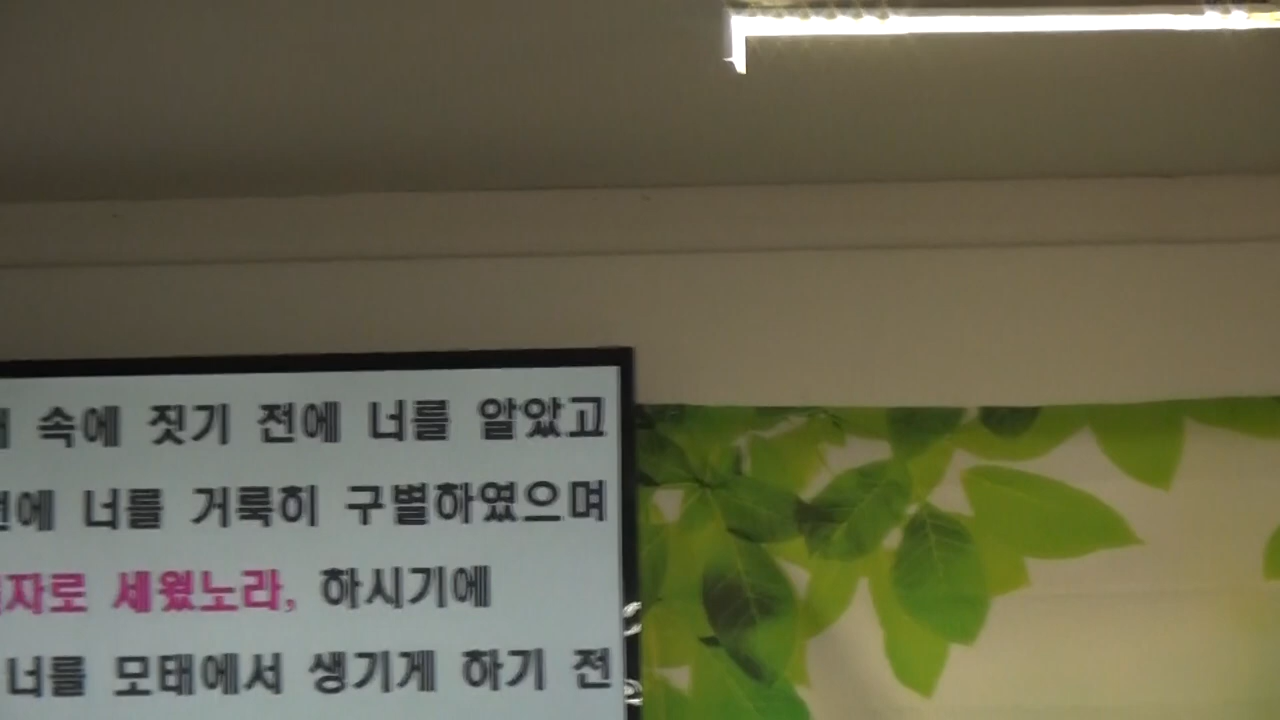 속에 짓기 전에 너를 알았고
전에 너를 거룩히 구별하였으며
자로 세웠노라, 하시기에
너를 모태에서 생기게 하기 전